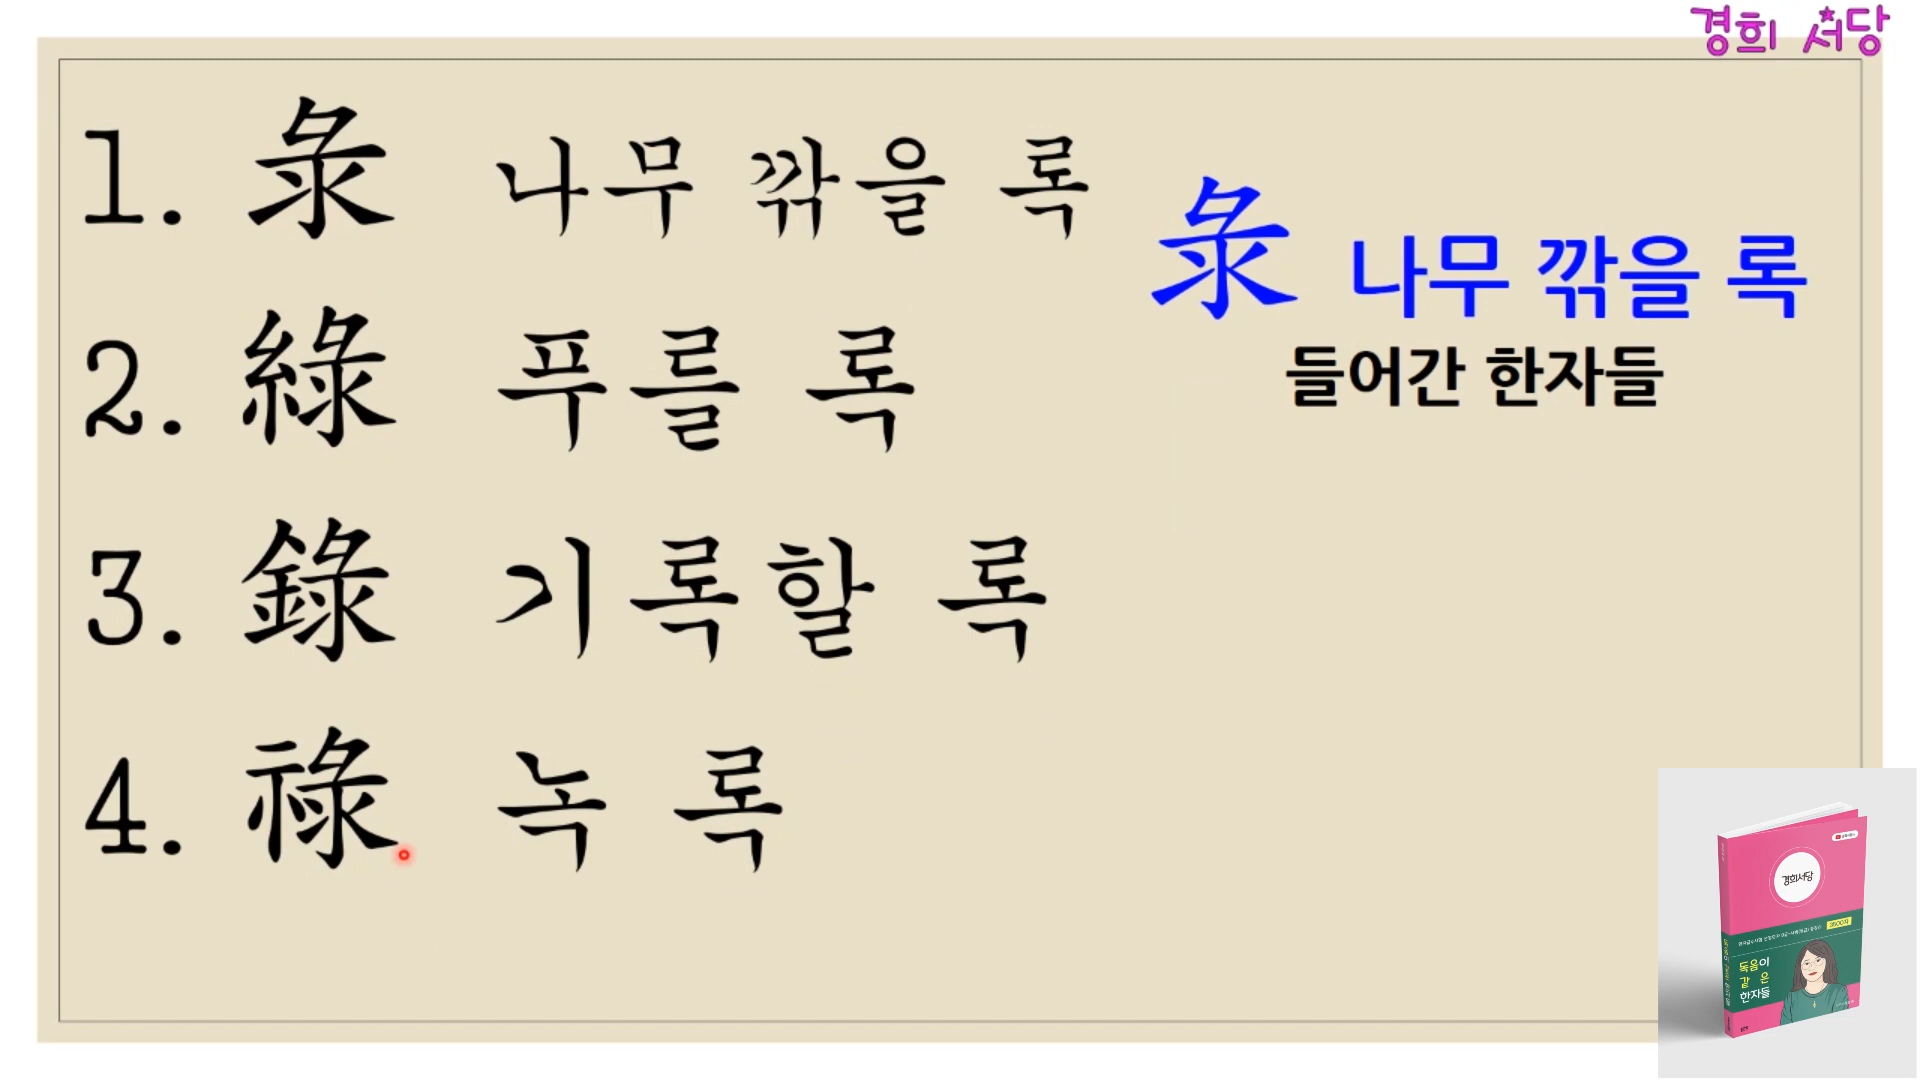 경희 서당
1. 彔 나무 깎을 록
彔 나무 깎을 록
들어간 한자들
2. 綠 푸를 록
3. 錄 기록할 록
4. 祿 녹 록
경희서당
독음이
같은
한자들